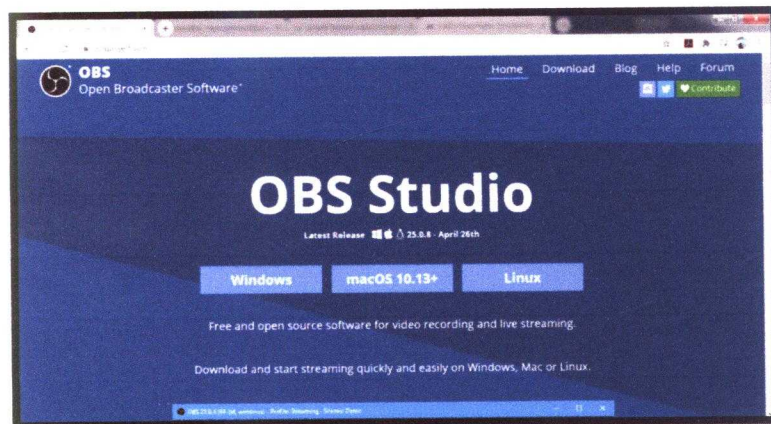 OBS
Open Broadcaster Software
Home Download Blog Help Forum
Contribute
OBS Studio
Latest Release 25.0.8 - April 26th
Windows macOS 10.13+ Linux
Free and open source software for video recording and live streaming.
Download and start streaming quickly and easily on Windows, Mac or Linux.